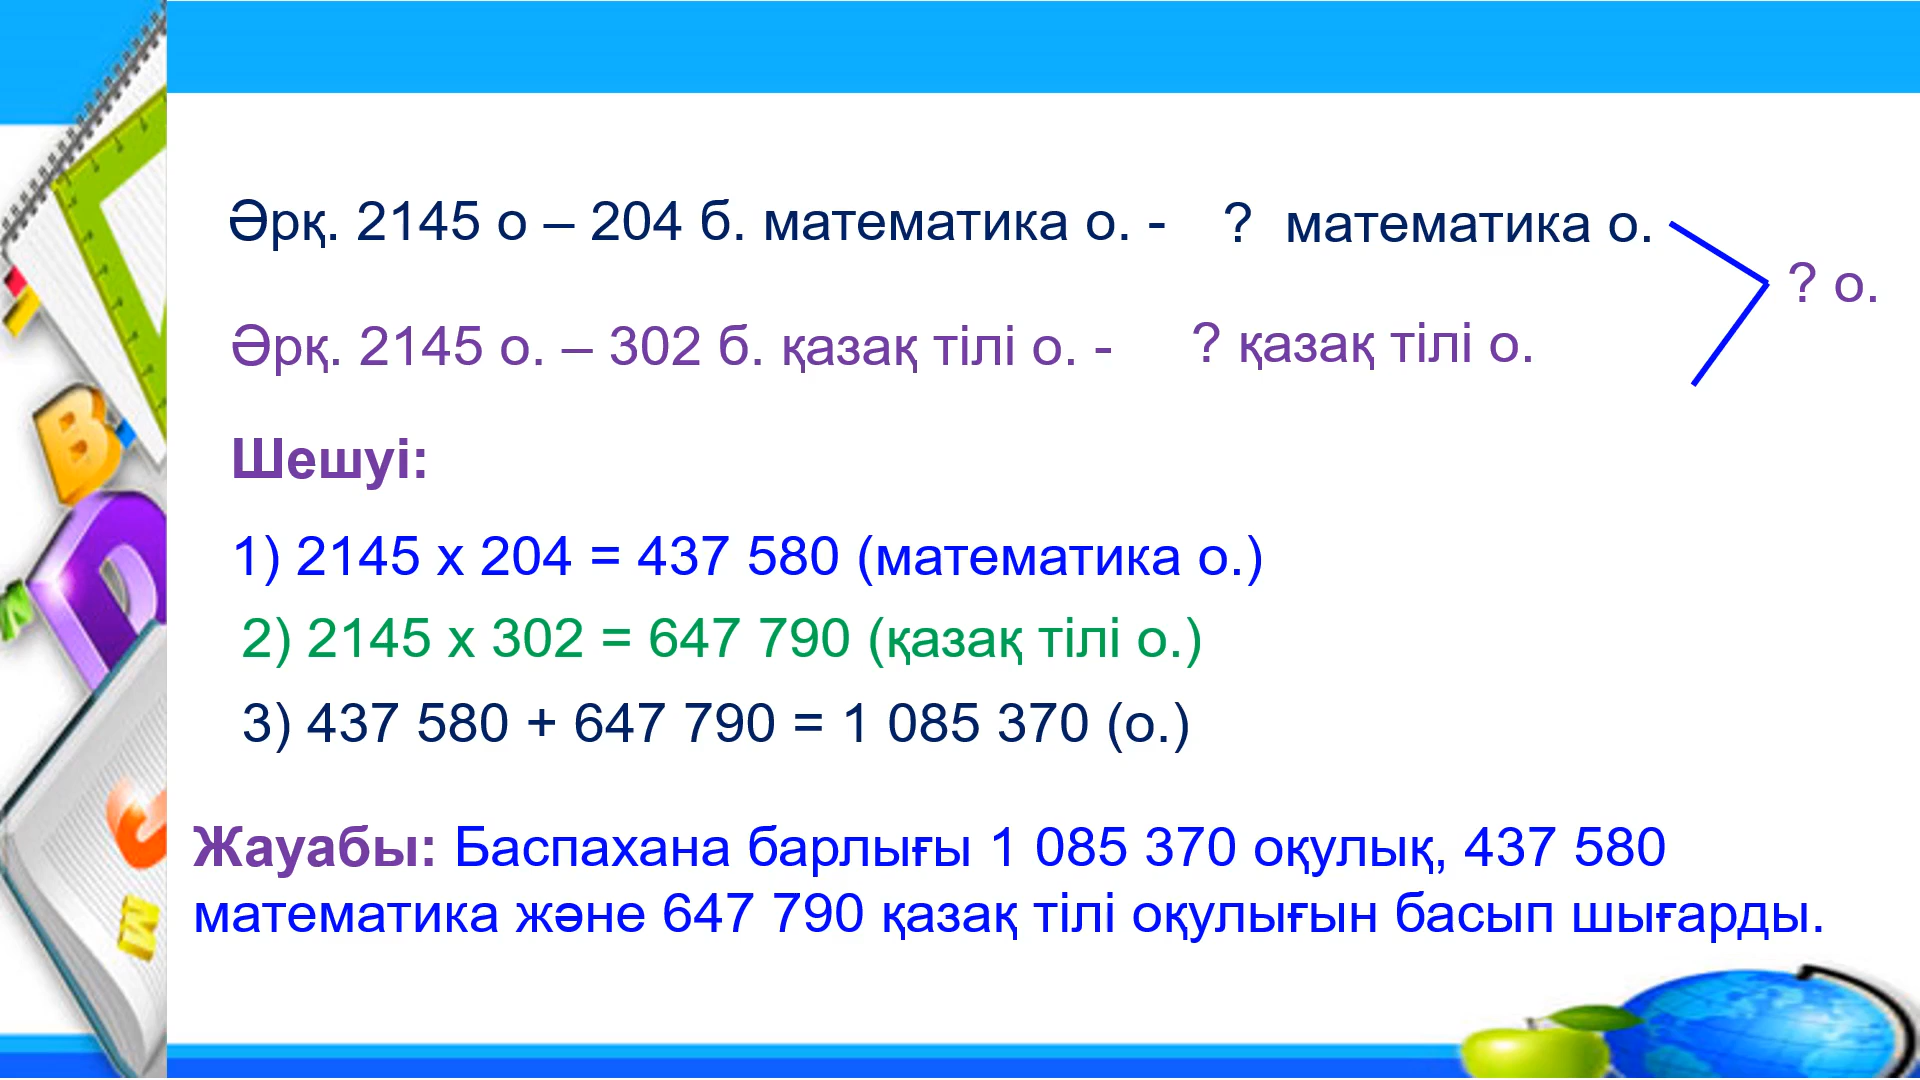 Әрқ. 2145 о – 204 б. математика о. - ? математика о.
? о.
Әрқ. 2145 о. – 302 б. қазақ тілі о. - ? қазақ тілі о.
Шешуі:
1) 2145 х 204 = 437 580 (математика о.)
2) 2145 х 302 = 647 790 (қазақ тілі о.)
3) 437 580 + 647 790 = 1 085 370 (о.)
Жауабы: Баспахана барлығы 1 085 370 оқулық, 437 580
математика және 647 790 қазақ тілі оқулығын басып шығарды.